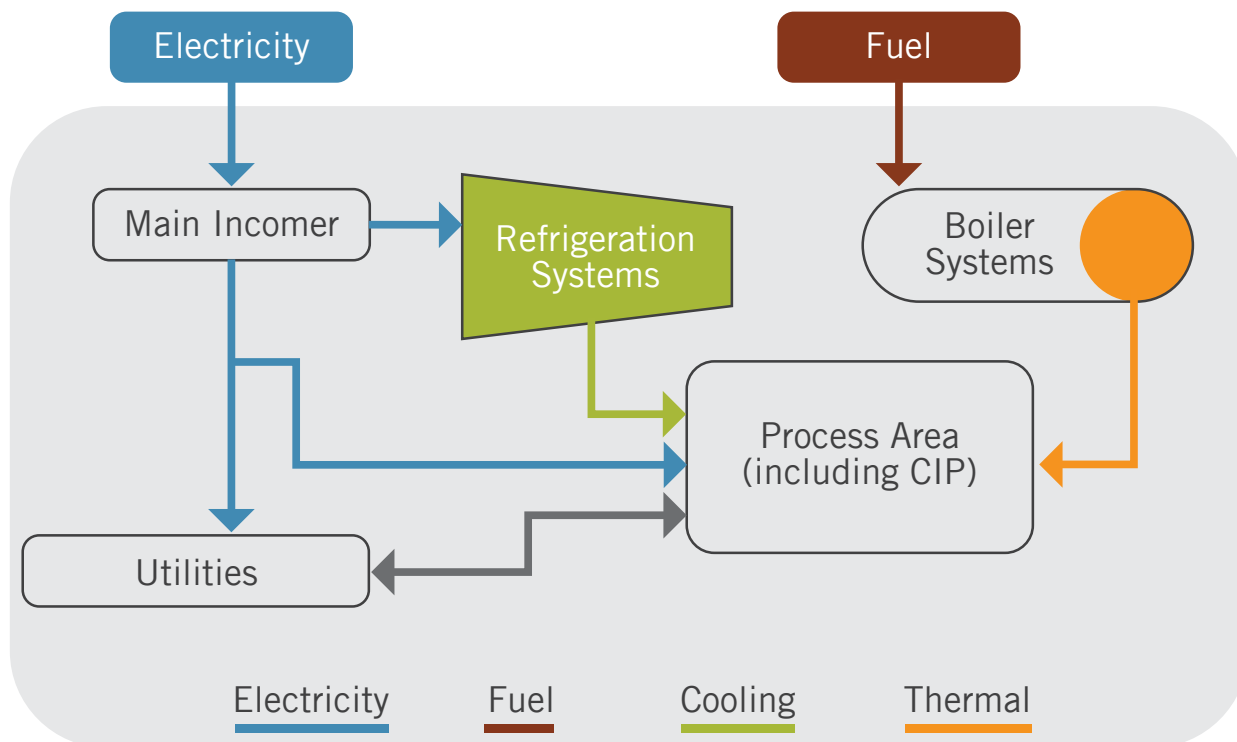 Electricity
Fuel
Main Incomer
Refrigeration
Systems
Boiler
Systems
Process Area
(including CIP)
Utilities
Electricity
Fuel
Cooling
Thermal